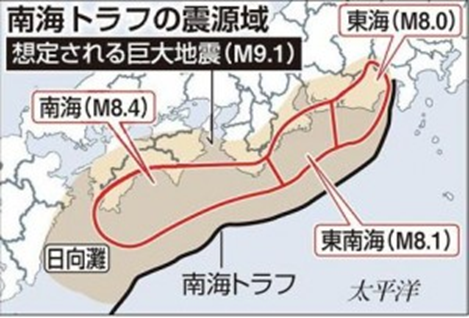 南海トラフの震源域
想定される巨大地震(M9.1)
東海(M8.0)
南海(M8.4)
東南海(M8.1)
日向灘
南海トラフ
太平洋